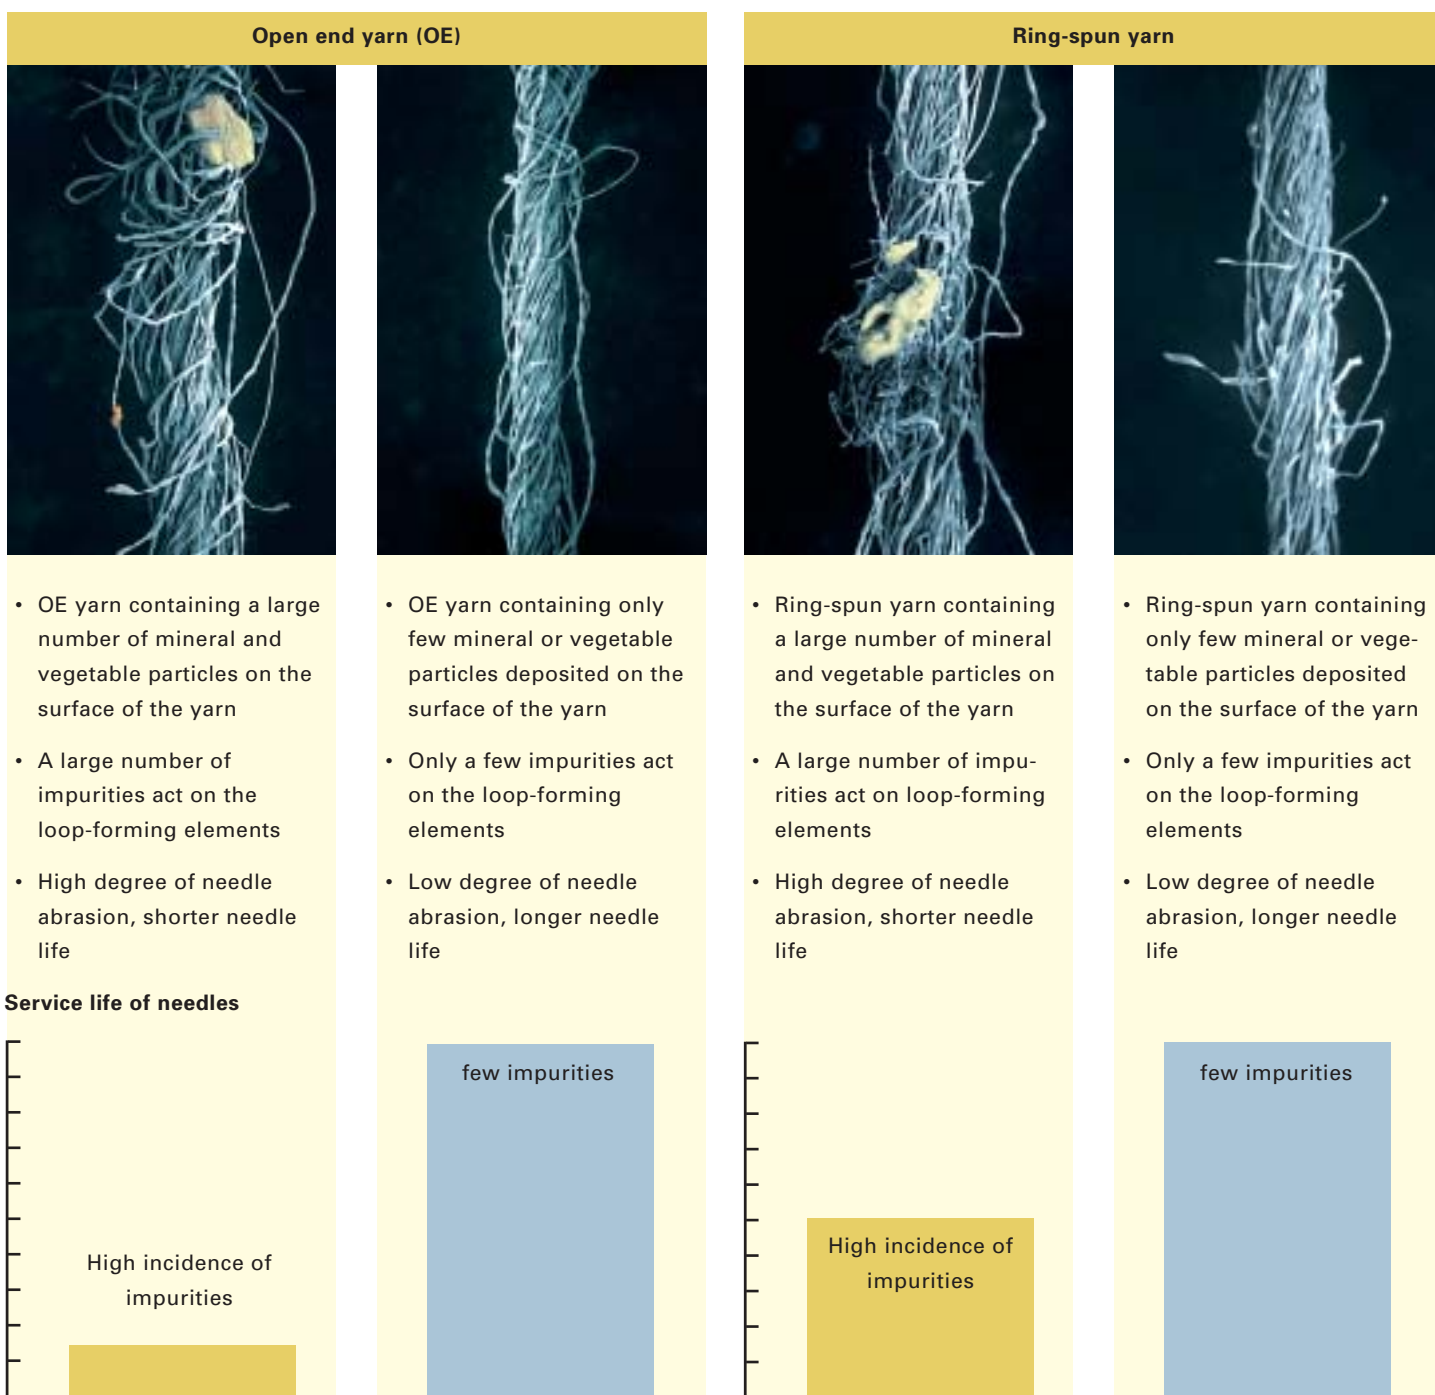 Open end yarn (OE)
Ring-spun yarn
• OE yarn containing a large
number of mineral and
vegetable particles on the
surface of the yarn
• A large number of
impurities act on the
loop-forming elements
• High degree of needle
abrasion, shorter needle
life
• OE yarn containing only
few mineral or vegetable
particles deposited on the
surface of the yarn
• Only a few impurities act
on the loop-forming
elements
• Low degree of needle
abrasion, longer needle
life
• Ring-spun yarn containing
a large number of mineral
and vegetable particles on
the surface of the yarn
• A large number of impu-
rities act on loop-forming
elements
• High degree of needle
abrasion, shorter needle
life
• Ring-spun yarn containing
only few mineral or vege-
table particles deposited
on the surface of the yarn
• Only a few impurities act
on the loop-forming
elements
• Low degree of needle
abrasion, longer needle
life
Service life of needles
High incidence of
impurities
few impurities
High incidence of
impurities
few impurities